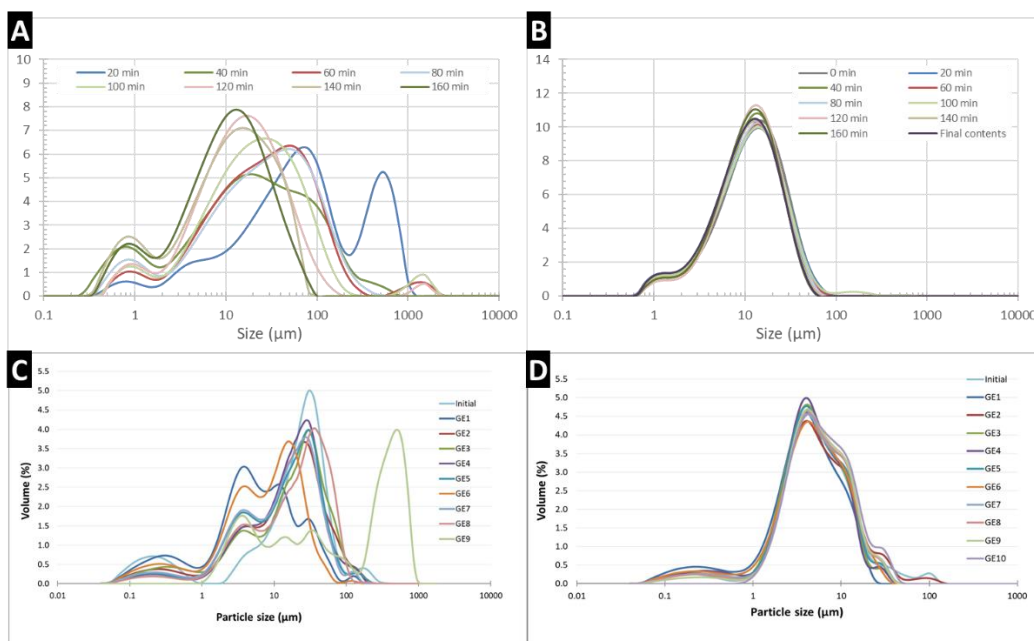 A
10
9
8
7
6
5
4
3
2
1
0
20 min 40 min 60 min 80 min
100 min 120 min 140 min 160 min
0.1 1 10 100 1000 10000
Size (μm)
B
14
12
10
8
6
4
2
0
0 min 20 min
40 min 60 min
80 min 100 min
120 min 140 min
160 min Final contents
0.1 1 10 100 1000 10000
Size (μm)
C
Volume (%)
5.5
5.0
4.5
4.0
3.5
3.0
2.5
2.0
1.5
1.0
0.5
0.0
Initial
GE1
GE2
GE3
GE4
GE5
GE6
GE7
GE8
GE9
0.01 0.1 1 10 100 1000 10000
Particle size (μm)
D
Volume (%)
5.5
5.0
4.5
4.0
3.5
3.0
2.5
2.0
1.5
1.0
0.5
0.0
Initial
GE1
GE2
GE3
GE4
GE5
GE6
GE7
GE8
GE9
GE10
0.01 0.1 1 10 100 1000
Particle size (μm)